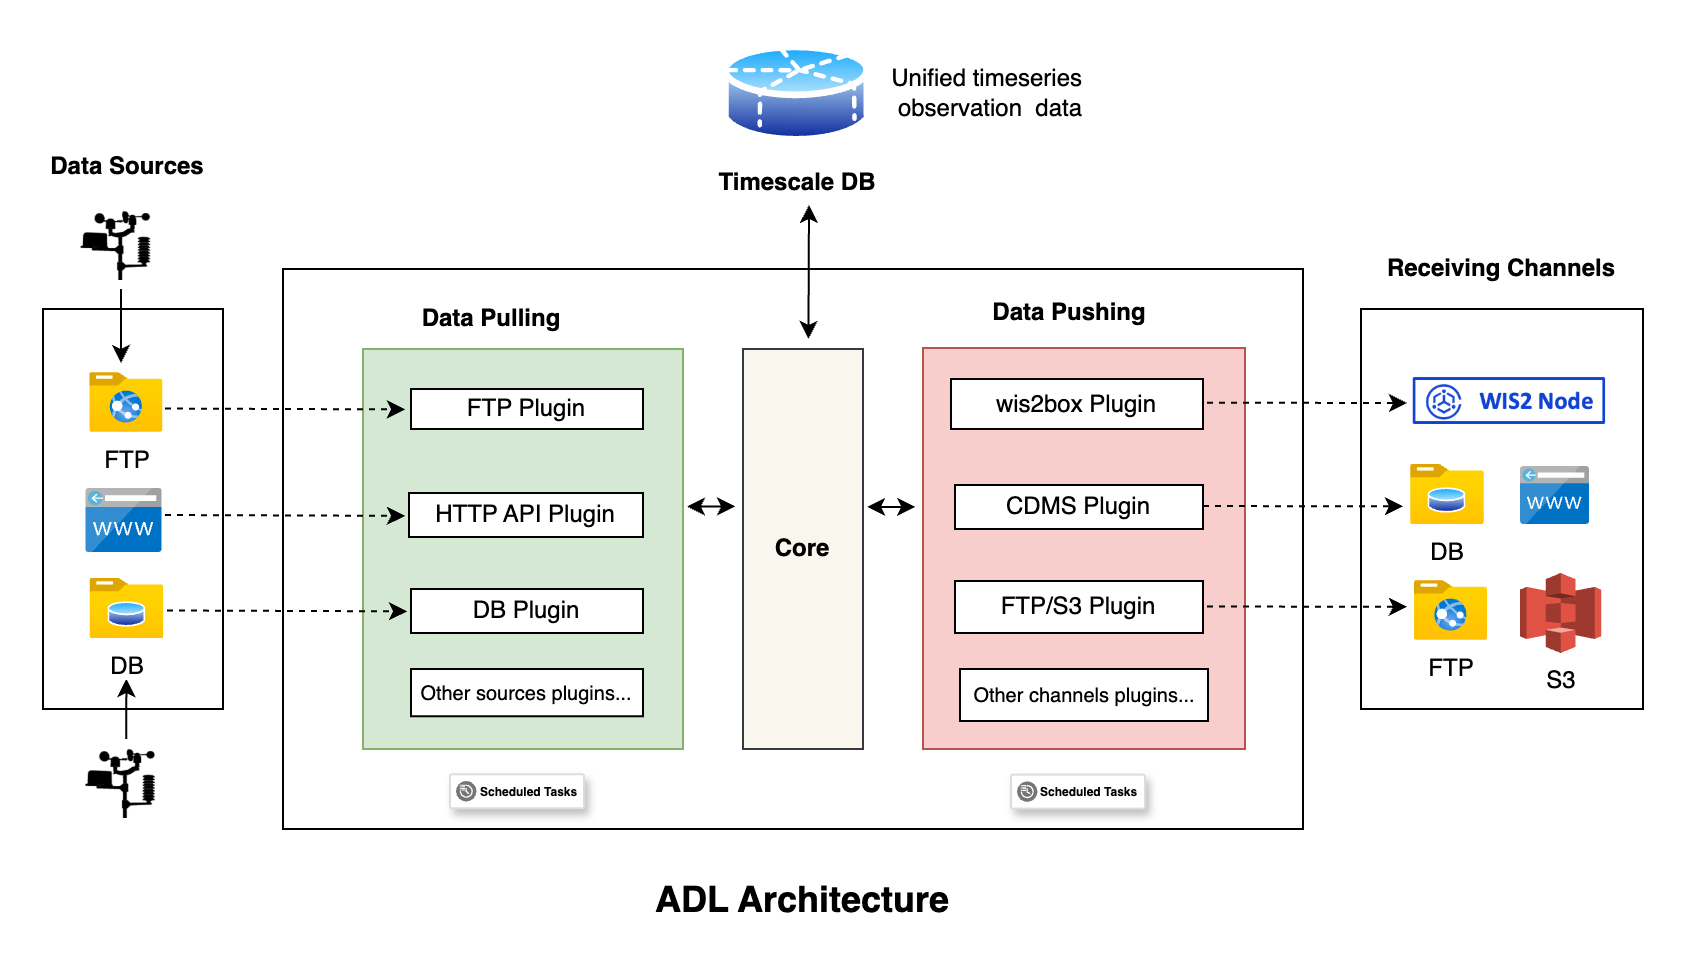 Unified timeseries
observation data
Timescale DB
Data Sources
FTP
WWW
DB
Data Pulling
FTP Plugin
HTTP API Plugin
DB Plugin
Other sources plugins...
Scheduled Tasks
Core
Data Pushing
wis2box Plugin
CDMS Plugin
FTP/S3 Plugin
Other channels plugins...
Scheduled Tasks
Receiving Channels
WIS2 Node
DB
WWW
FTP
S3
ADL Architecture